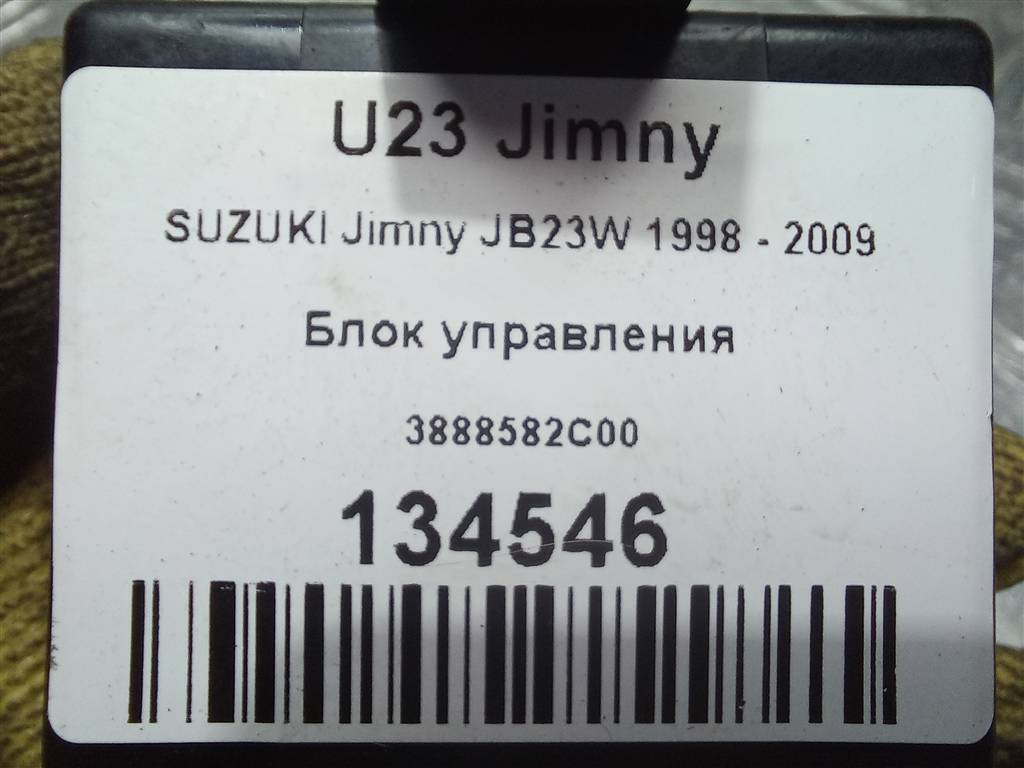 U23 Jimny
SUZUKI Jimny JB23W 1998 - 2009
Блок управления
3888582C00
134546